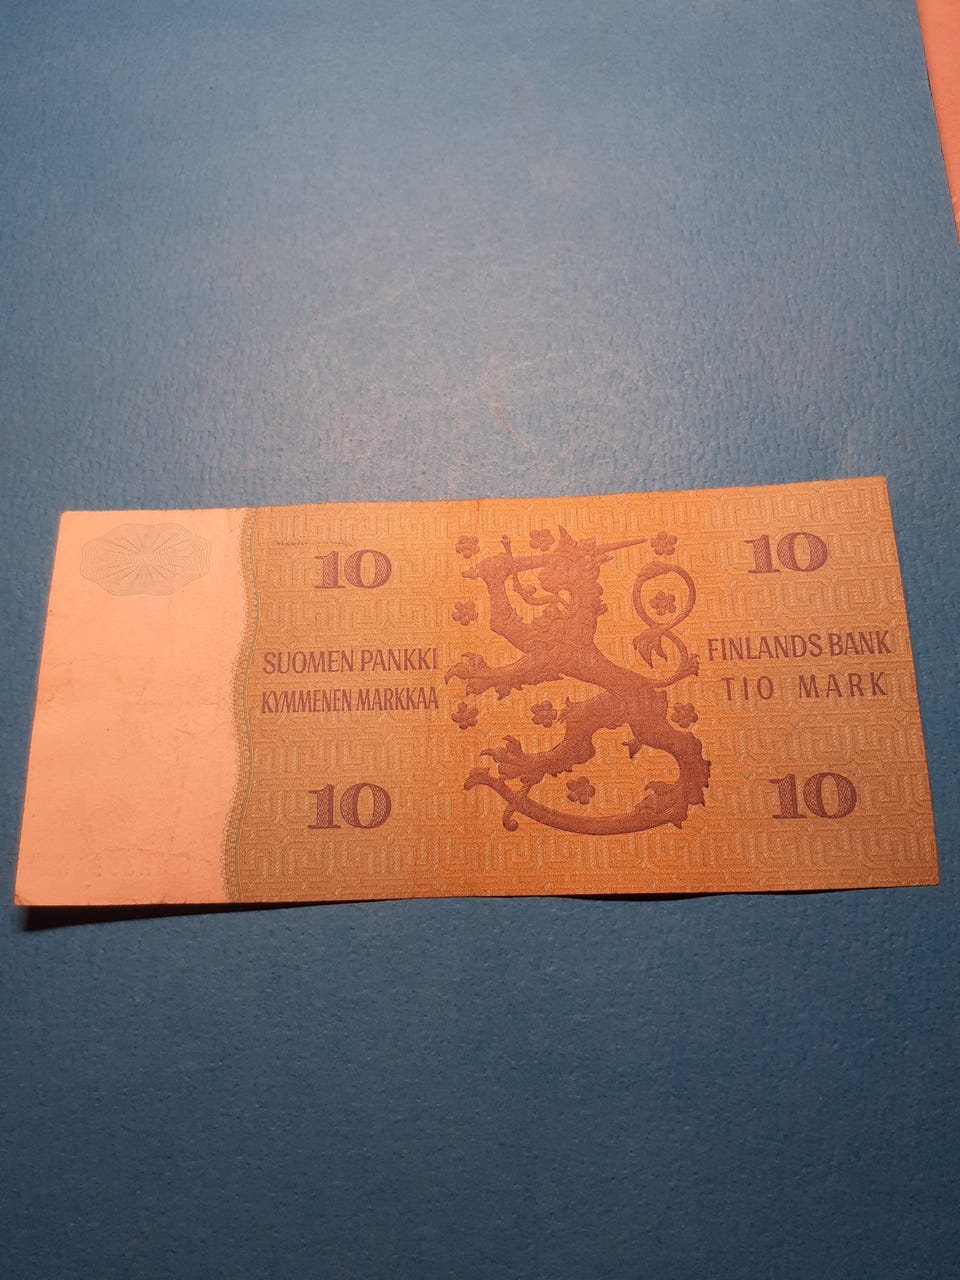 10
10
SUOMEN PANKKI
KYMMENEN MARKKAA
FINLANDS BANK
TIO MARK
10
10